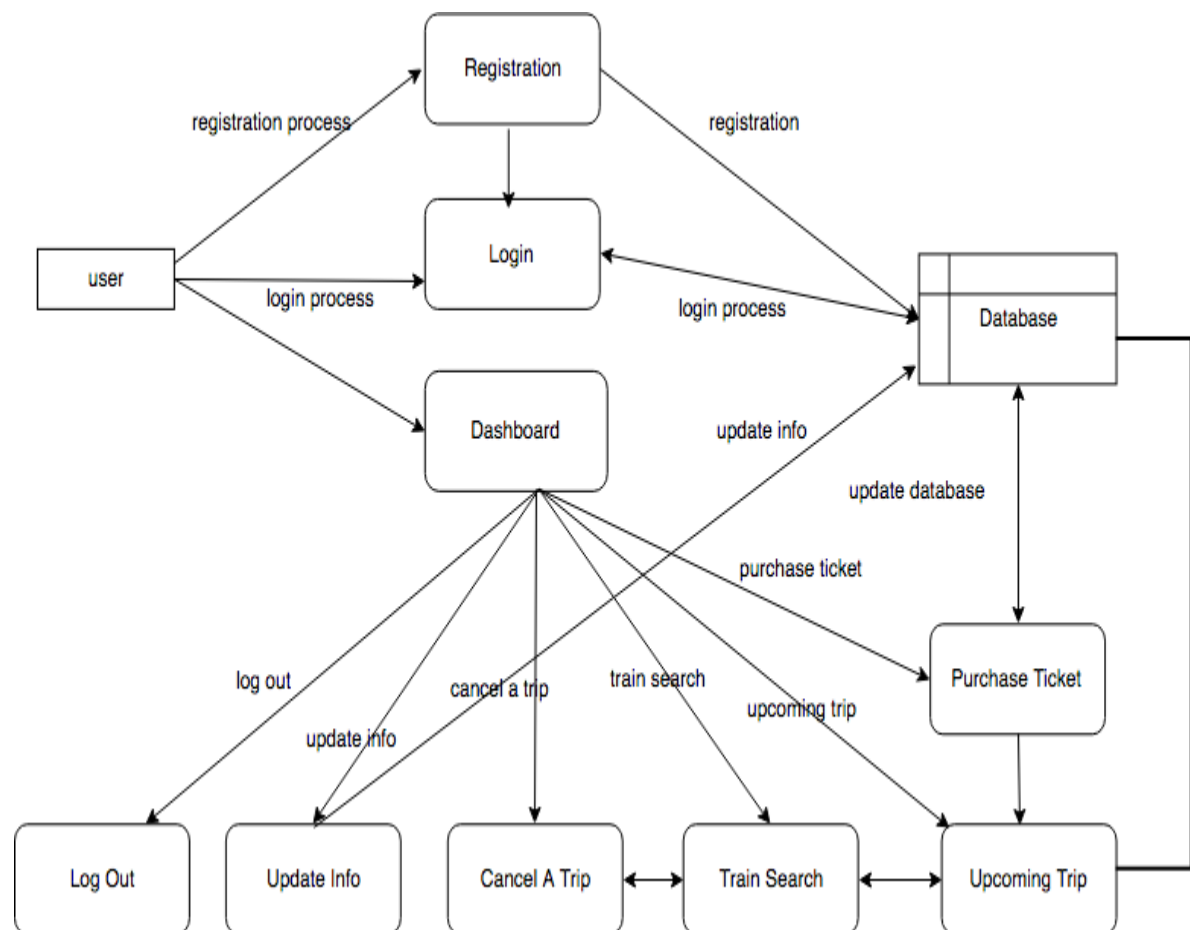 Registration
registration process
registration
Login
user
login process
login process
Database
Dashboard
update info
update database
purchase ticket
log out
cancel a trip
train search
Purchase Ticket
upcoming trip
update info
Log Out
Update Info
Cancel A Trip
Train Search
Upcoming Trip